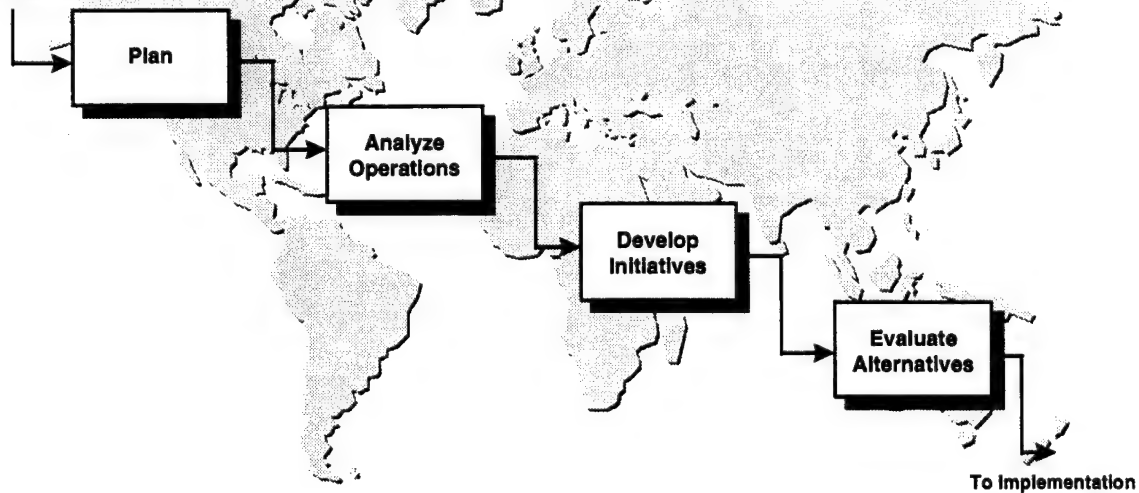 Plan
Analyze
Operations
Develop
Initiatives
Evaluate
Alternatives
To Implementation